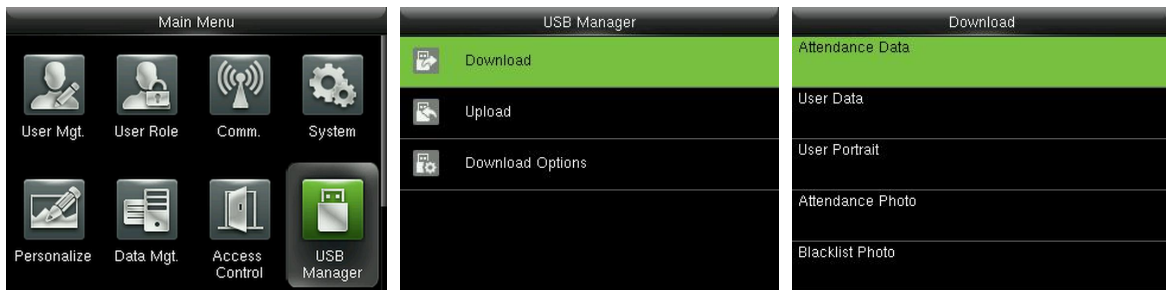 Main Menu
User Mgt.
User Role
Comm.
System
Personalize
Data Mgt.
Access
Control
USB
Manager
USB Manager
Download
Upload
Download Options
Download
Attendance Data
User Data
User Portrait
Attendance Photo
Blacklist Photo